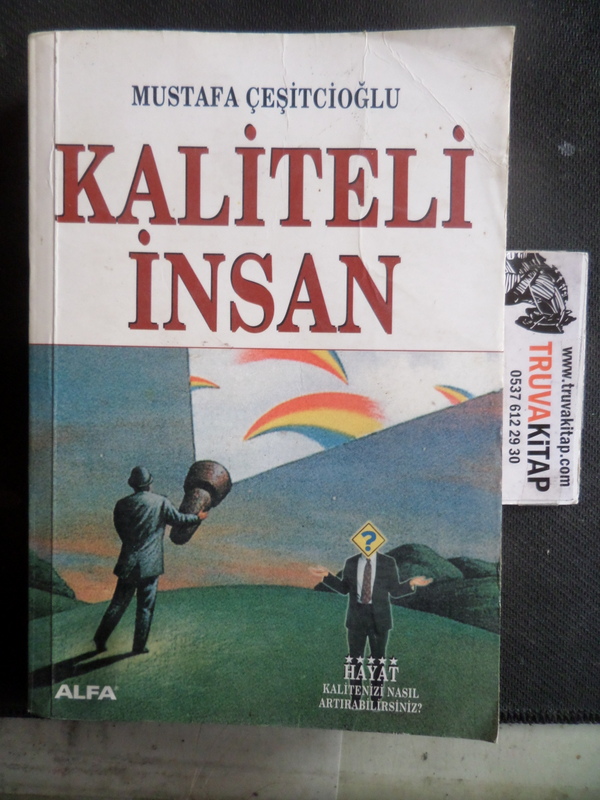 MUSTAFA ÇEŞİTCİOĞLU
KALİTELİ
İNSAN
?
★★★★★
HAYAT
KALİTENİZİ NASIL
ARTIRABİLİRSİNİZ?
ALFA
www.truvakitap.com
TRUVAKİTAP
0537 612 29 30